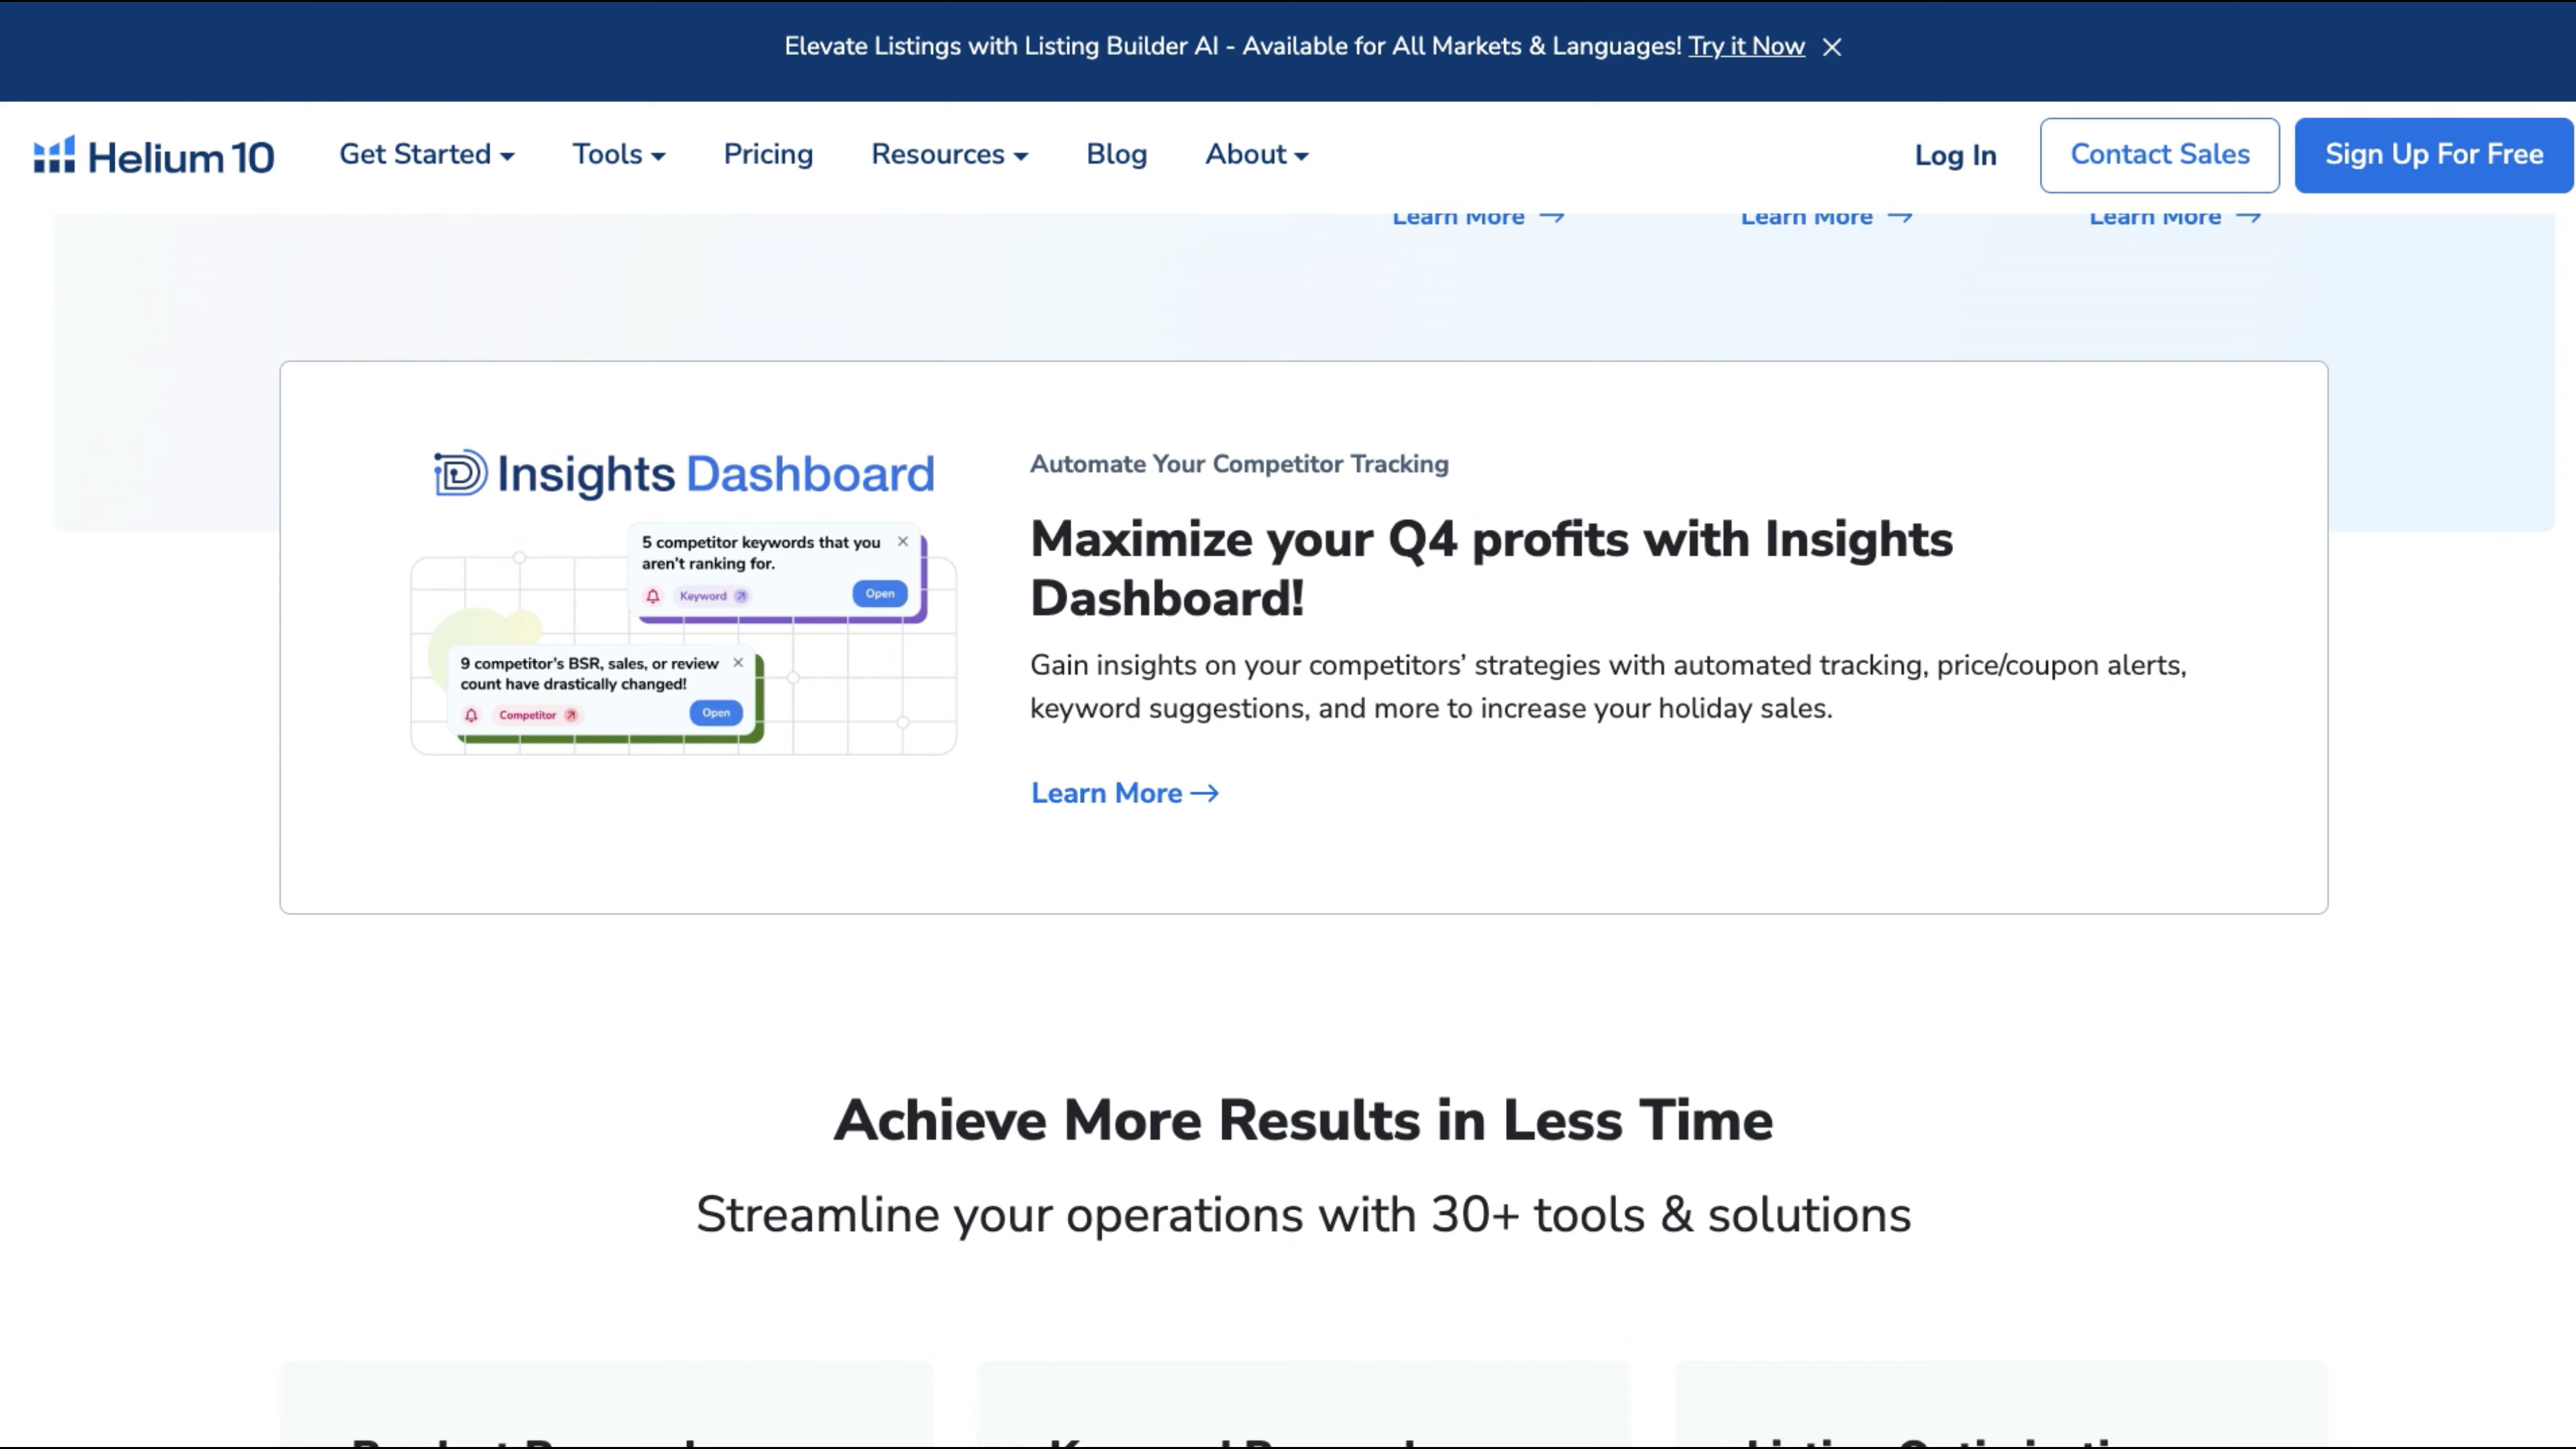 Elevate Listings with Listing Builder AI - Available for All Markets & Languages! Try it Now
Helium 10 Get Started Tools Pricing Resources Blog About Log In Contact Sales Sign Up For Free
Learn More → Learn More → Learn More →
Insights Dashboard
5 competitor keywords that you
aren't ranking for.
Keyword Open
9 competitor's BSR, sales, or review
count have drastically changed!
Competitor Open
Automate Your Competitor Tracking
Maximize your Q4 profits with Insights
Dashboard!
Gain insights on your competitors’ strategies with automated tracking, price/coupon alerts,
keyword suggestions, and more to increase your holiday sales.
Learn More →
Achieve More Results in Less Time
Streamline your operations with 30+ tools & solutions